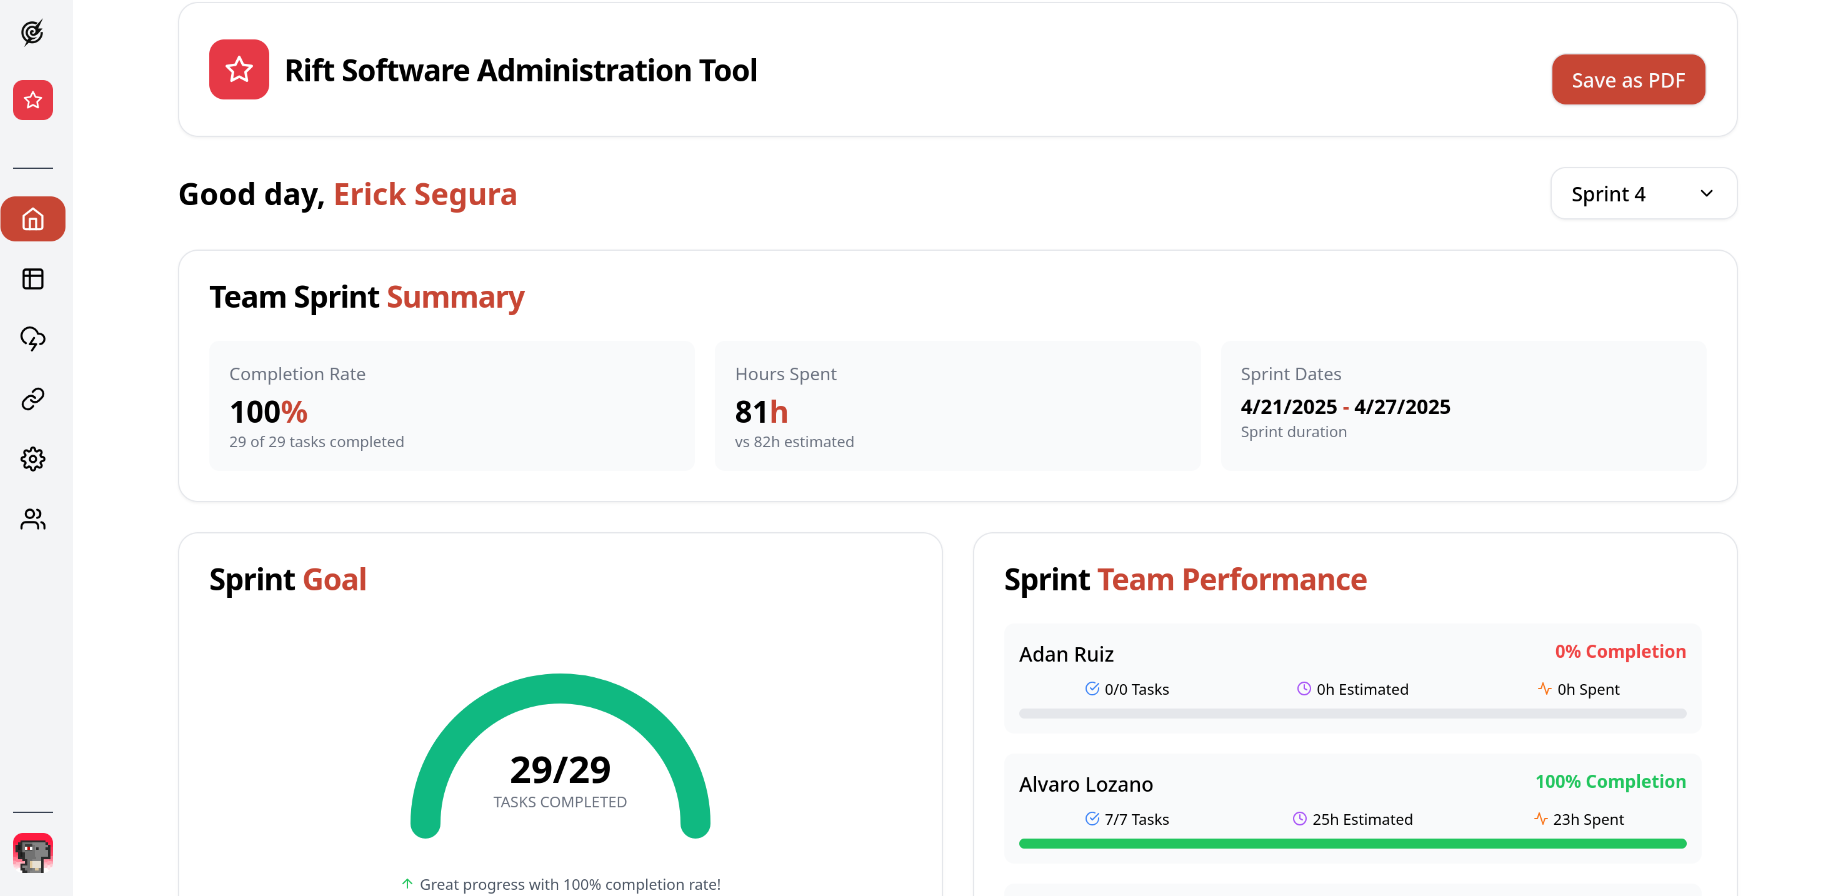 Rift Software Administration Tool
Save as PDF
Good day, Erick Segura
Sprint 4
Team Sprint Summary
Completion Rate
100%
29 of 29 tasks completed
Hours Spent
81h
vs 82h estimated
Sprint Dates
4/21/2025 - 4/27/2025
Sprint duration
Sprint Goal
29/29
TASKS COMPLETED
Great progress with 100% completion rate!
Sprint Team Performance
Adan Ruiz
0% Completion
0/0 Tasks
0h Estimated
0h Spent
Alvaro Lozano
100% Completion
7/7 Tasks
25h Estimated
23h Spent